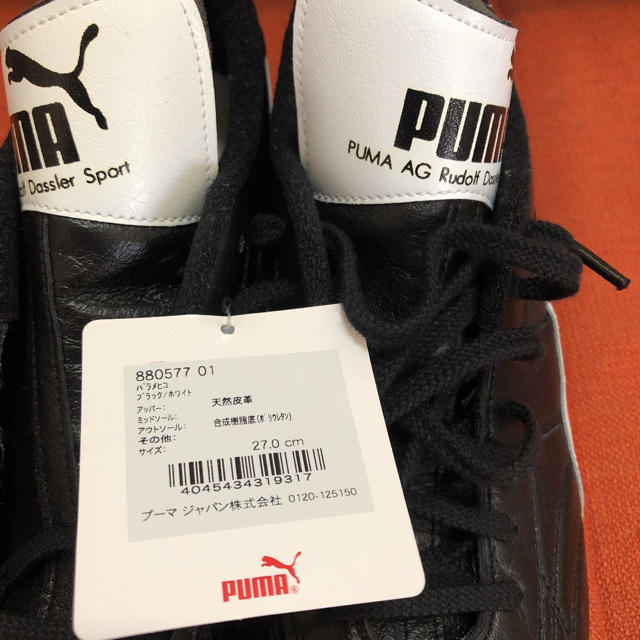 UMA
Dassler Sport
PUMA
PUMA AG Rudolf
880577 01
パラメヒコ
ブラック/ホワイト
アッパー: 天然皮革
ミッドソール:
アウトソール: 合成樹脂底(ポリウレタン)
その他:
サイズ: 27.0 cm
4045434319317
プーマ ジャパン株式会社 0120-125150
PUMA®